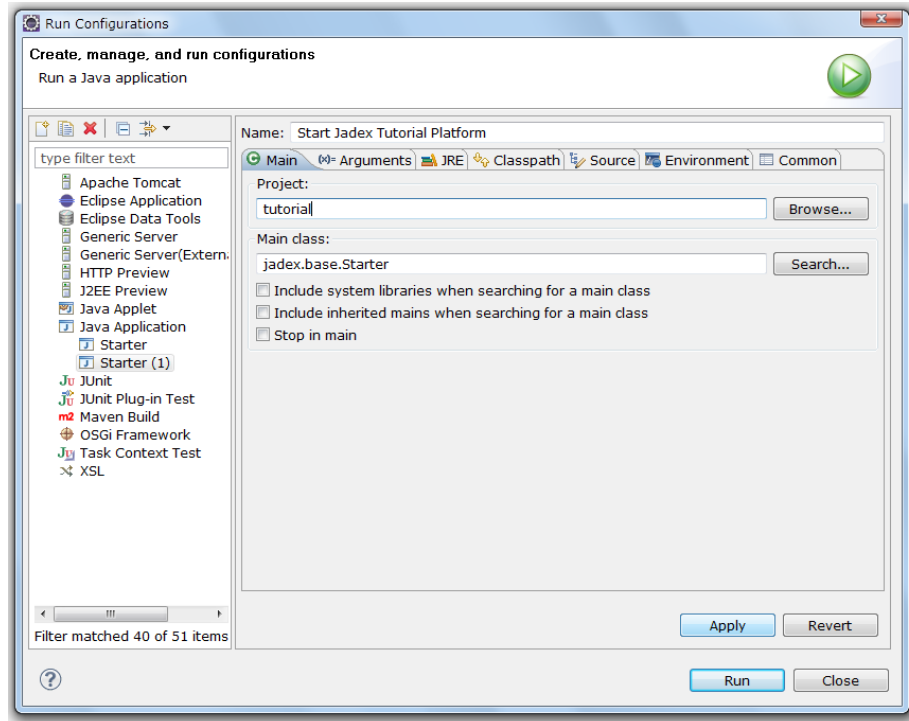 Run Configurations
Create, manage, and run configurations
Run a Java application
type filter text
Apache Tomcat
Eclipse Application
Eclipse Data Tools
Generic Server
Generic Server(Extern
HTTP Preview
J2EE Preview
Java Applet
Java Application
Starter
Starter (1)
Ju JUnit
JUnit Plug-in Test
m2 Maven Build
OSGi Framework
Ju Task Context Test
XSL
Filter matched 40 of 51 items
Name: Start Jadex Tutorial Platform
Main (x)= Arguments JRE Classpath Source Environment Common
Project:
tutorial Browse...
Main class:
jadex.base.Starter Search...
Include system libraries when searching for a main class
Include inherited mains when searching for a main class
Stop in main
Apply Revert
? Run Close